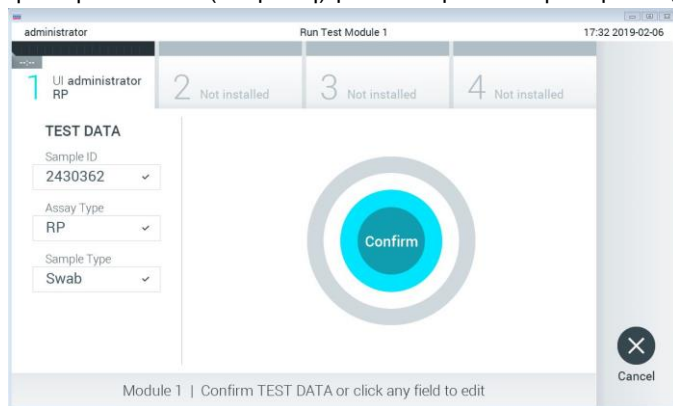 administrator Run Test Module 1 17:32 2019-02-06
--:--
1 UI administrator
RP
2 Not installed
3 Not installed
4 Not installed
TEST DATA
Sample ID
2430362
Assay Type
RP
Sample Type
Swab
Confirm
Cancel
Module 1 | Confirm TEST DATA or click any field to edit